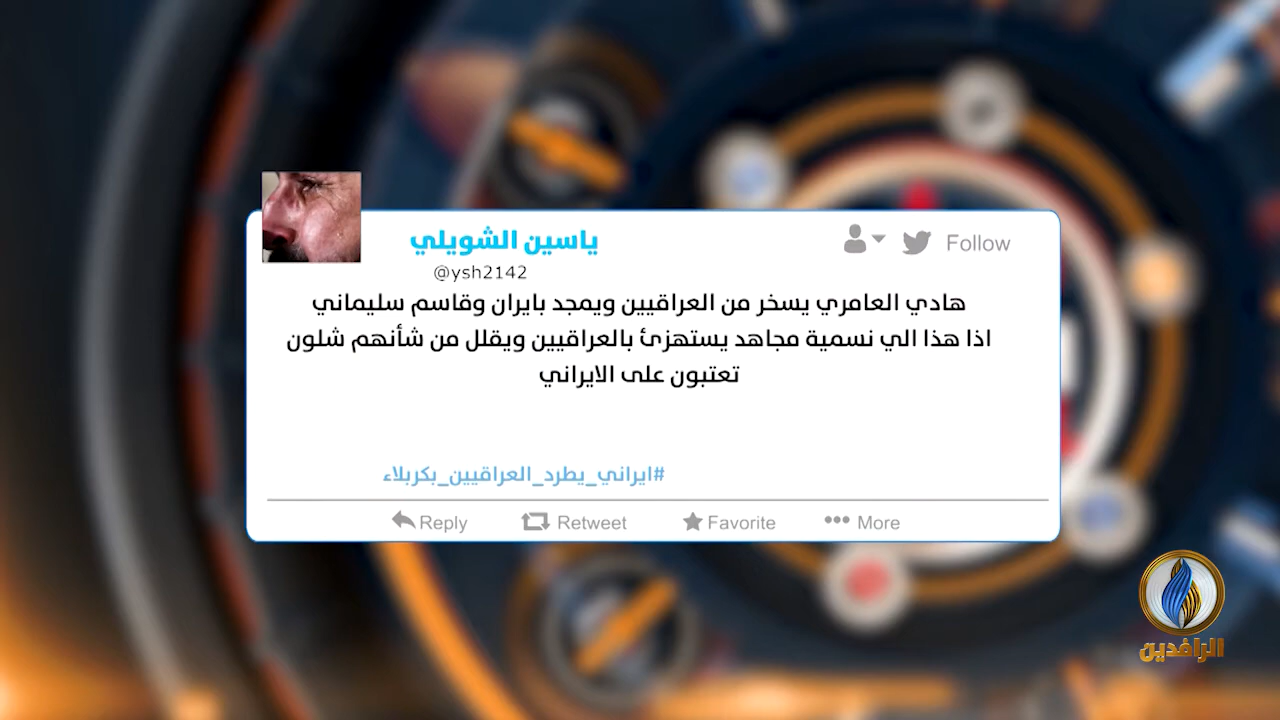 ياسين الشويلي
Follow
@ysh2142
هادي العامري يسخر من العراقيين ويمجد بايران وقاسم سليماني
اذا هذا الي نسمية مجاهد يستهزئ بالعراقيين ويقلل من شأنهم شلون
تعتبون على الايراني
#ايراني_يطرد_العراقيين_بكربلاء
Reply Retweet Favorite More
الرافدين